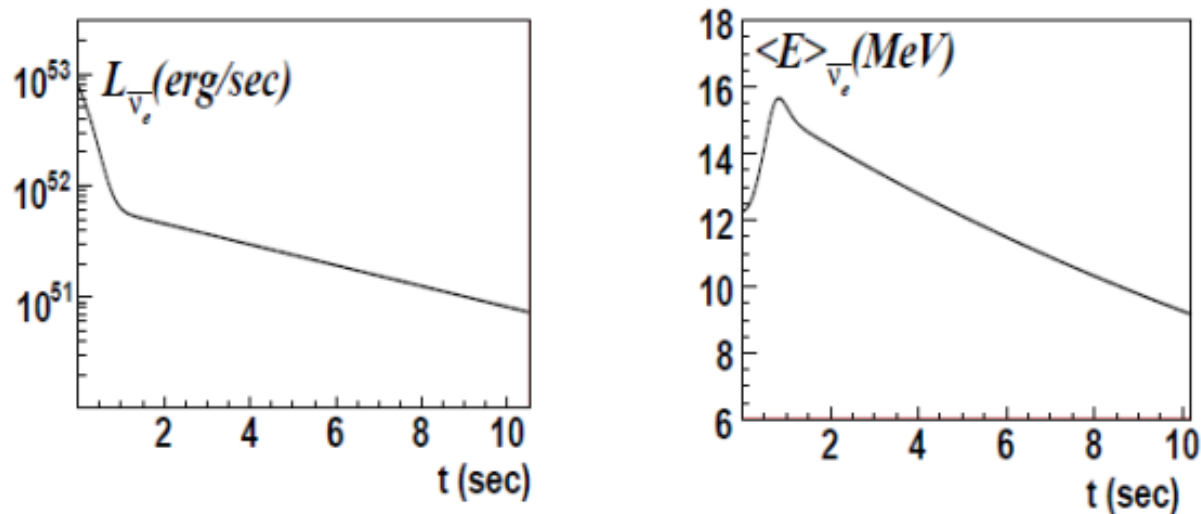 L_ν̄ₑ (erg/sec)
10^53
10^52
10^51
2 4 6 8 10
t (sec)
<E>_ν̄ₑ (MeV)
18
16
14
12
10
8
6
2 4 6 8 10
t (sec)